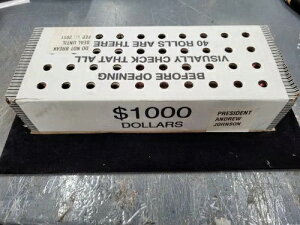 BEFORE OPENING
VISUALLY CHECK THAT ALL
40 ROLLS ARE THERE
DO NOT BREAK
SEAL UNTIL
2011
$1000
DOLLARS
PRESIDENT
ANDREW
JOHNSON